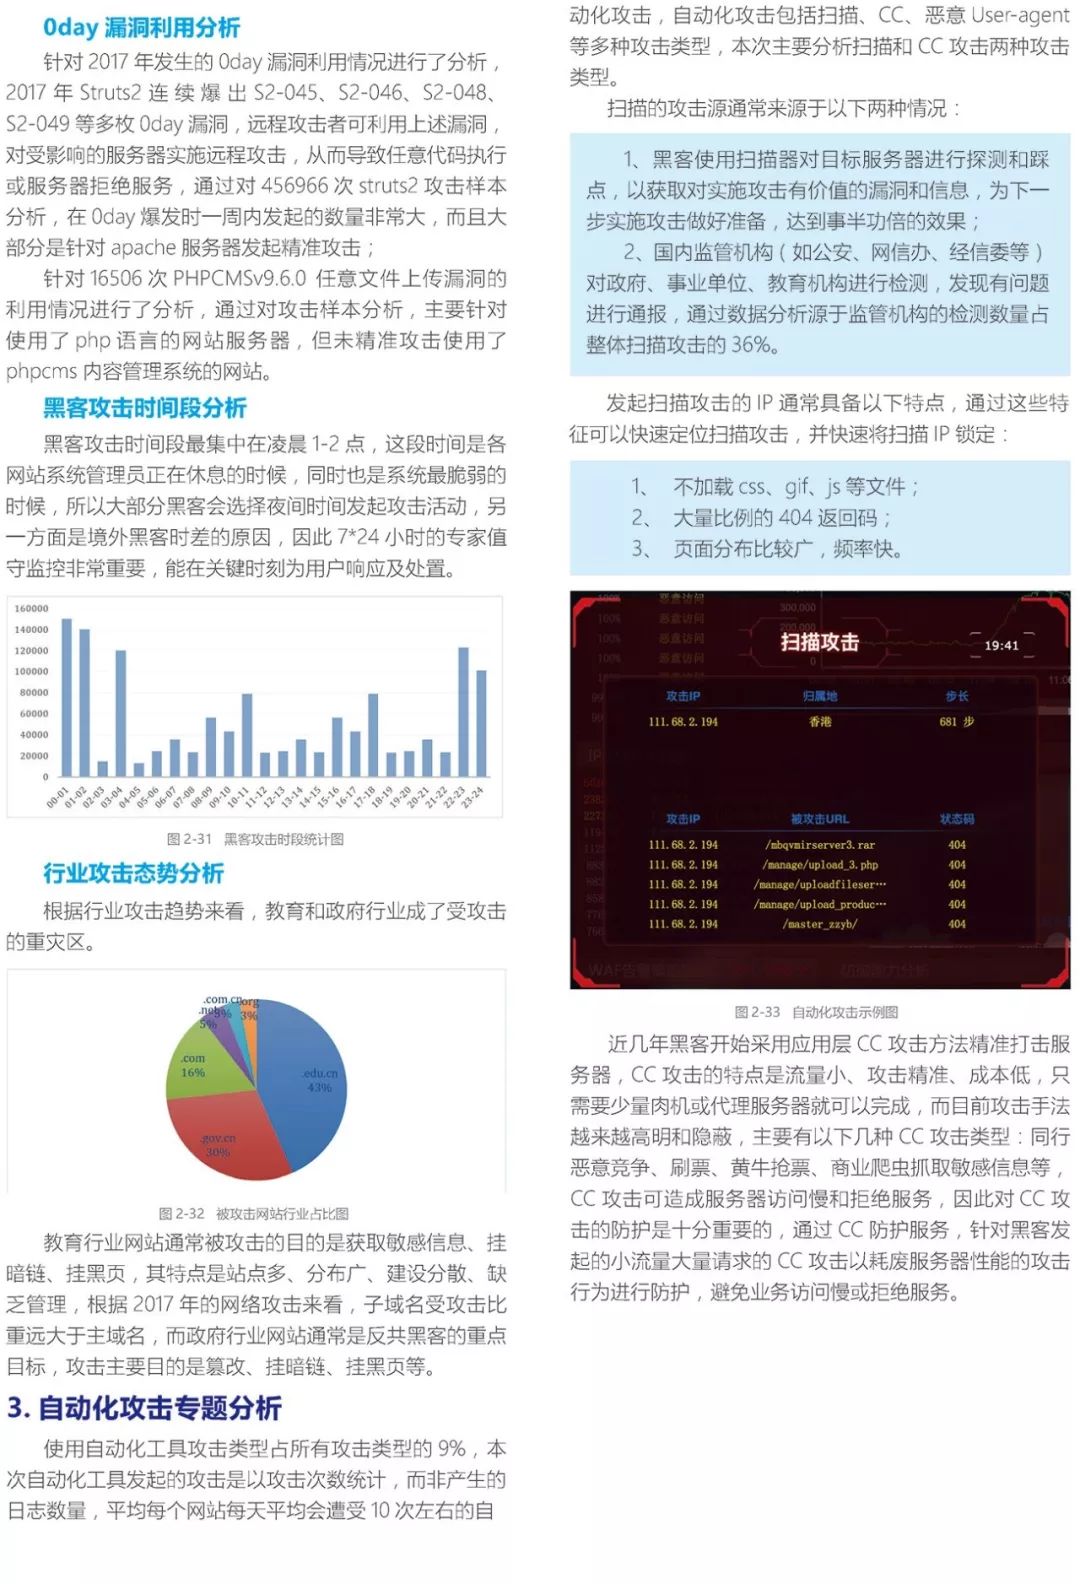 0day 漏洞利用分析
针对 2017 年发生的 0day 漏洞利用情况进行了分析，
2017 年 Struts2 连 续 爆 出 S2-045、S2-046、S2-048、
S2-049 等多枚 0day 漏洞，远程攻击者可利用上述漏洞，
对受影响的服务器实施远程攻击，从而导致任意代码执行
或服务器拒绝服务，通过对 456966 次 struts2 攻击样本
分析，在 0day 爆发时一周内发起的数量非常大，而且大
部分是针对 apache 服务器发起精准攻击；
针对 16506 次 PHPCMSv9.6.0 任意文件上传漏洞的
利用情况进行了分析，通过对攻击样本分析，主要针对
使用了 php 语言的网站服务器，但未精准攻击使用了
phpcms 内容管理系统的网站。
黑客攻击时间段分析
黑客攻击时间段最集中在凌晨 1-2 点，这段时间是各
网站系统管理员正在休息的时候，同时也是系统最脆弱的
时候，所以大部分黑客会选择夜间时间发起攻击活动，另
一方面是境外黑客时差的原因，因此 7*24 小时的专家值
守监控非常重要，能在关键时刻为用户响应及处置。
160000
140000
120000
100000
80000
60000
40000
20000
0
00-01 01-02 02-03 03-04 04-05 05-06 06-07 07-08 08-09 09-10 10-11 11-12 12-13 13-14 14-15 15-16 16-17 17-18 18-19 19-20 20-21 21-22 22-23 23-24
图 2-31 黑客攻击时段统计图
行业攻击态势分析
根据行业攻击趋势来看，教育和政府行业成了受攻击
的重灾区。
.com.cn
3%
.org
3%
.net
5%
.com
16%
.edu.cn
43%
.gov.cn
30%
图 2-32 被攻击网站行业占比图
教育行业网站通常被攻击的目的是获取敏感信息、挂
暗链、挂黑页，其特点是站点多、分布广、建设分散、缺
乏管理，根据 2017 年的网络攻击来看，子域名受攻击比
重远大于主域名，而政府行业网站通常是反共黑客的重点
目标，攻击主要目的是篡改、挂暗链、挂黑页等。
3. 自动化攻击专题分析
使用自动化工具攻击类型占所有攻击类型的 9%，本
次自动化工具发起的攻击是以攻击次数统计，而非产生的
日志数量，平均每个网站每天平均会遭受 10 次左右的自
动化攻击，自动化攻击包括扫描、CC、恶意 User-agent
等多种攻击类型，本次主要分析扫描和 CC 攻击两种攻击
类型。
扫描的攻击源通常来源于以下两种情况：
1、黑客使用扫描器对目标服务器进行探测和踩
点，以获取对实施攻击有价值的漏洞和信息，为下一
步实施攻击做好准备，达到事半功倍的效果；
2、国内监管机构（如公安、网信办、经信委等）
对政府、事业单位、教育机构进行检测，发现有问题
进行通报，通过数据分析源于监管机构的检测数量占
整体扫描攻击的 36%。
发起扫描攻击的 IP 通常具备以下特点，通过这些特
征可以快速定位扫描攻击，并快速将扫描 IP 锁定：
1、 不加载 css、gif、js 等文件；
2、 大量比例的 404 返回码；
3、 页面分布比较广，频率快。
100% 恶意访问
300,000
100% 恶意访问
200,000
100% 恶意访问
100% 恶意访问
0
扫描攻击
19:41
攻击IP 归属地 步长
111.68.2.194 香港 681 步
攻击IP 被攻击URL 状态码
111.68.2.194 /mbqvmirserver3.rar 404
111.68.2.194 /manage/upload_3.php 404
111.68.2.194 /manage/uploadfileser… 404
111.68.2.194 /manage/upload_produc… 404
111.68.2.194 /master_zzyb/ 404
图 2-33 自动化攻击示例图
近几年黑客开始采用应用层 CC 攻击方法精准打击服
务器，CC 攻击的特点是流量小、攻击精准、成本低，只
需要少量肉机或代理服务器就可以完成，而目前攻击手法
越来越高明和隐蔽，主要有以下几种 CC 攻击类型：同行
恶意竞争、刷票、黄牛抢票、商业爬虫抓取敏感信息等，
CC 攻击可造成服务器访问慢和拒绝服务，因此对 CC 攻
击的防护是十分重要的，通过 CC 防护服务，针对黑客发
起的小流量大量请求的 CC 攻击以耗废服务器性能的攻击
行为进行防护，避免业务访问慢或拒绝服务。